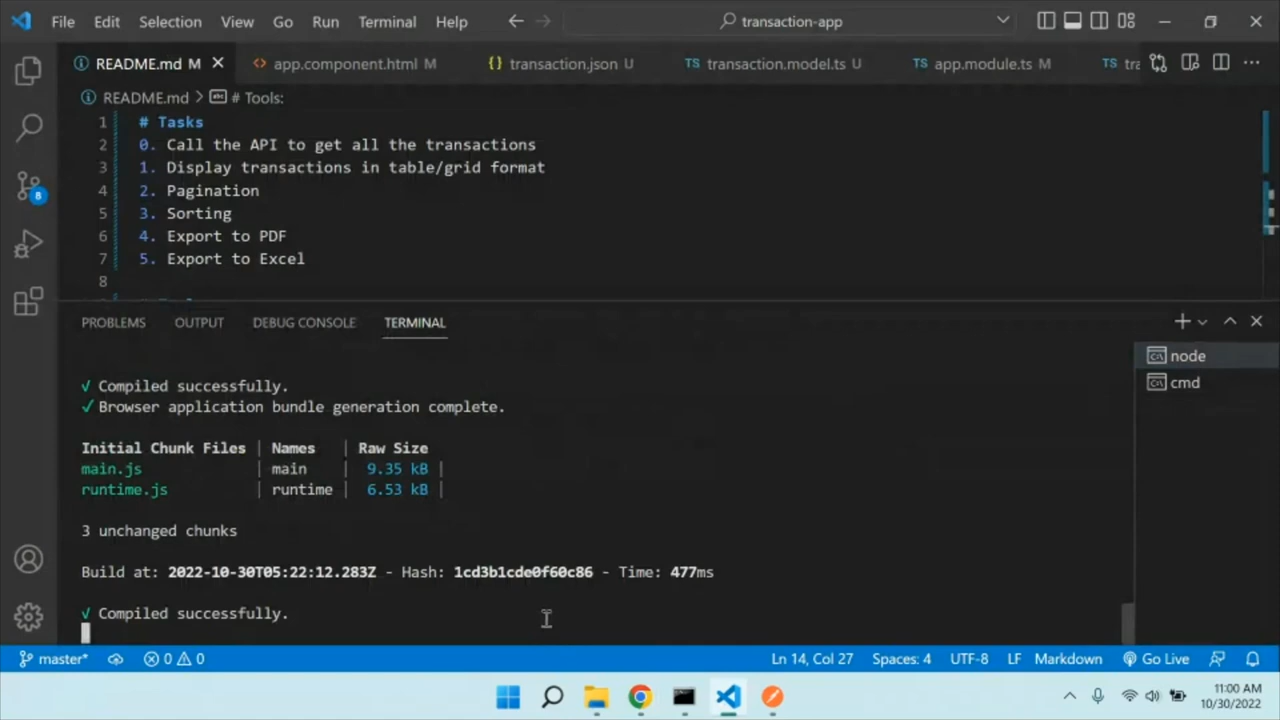 File Edit Selection View Go Run Terminal Help transaction-app
README.md M app.component.html M transaction.json U transaction.model.ts U app.module.ts M
README.md > # Tools:
1 # Tasks
2 0. Call the API to get all the transactions
3 1. Display transactions in table/grid format
4 2. Pagination
5 3. Sorting
6 4. Export to PDF
7 5. Export to Excel
8
PROBLEMS OUTPUT DEBUG CONSOLE TERMINAL
node
cmd
√ Compiled successfully.
√ Browser application bundle generation complete.
Initial Chunk Files | Names | Raw Size
main.js | main | 9.35 kB |
runtime.js | runtime | 6.53 kB |
3 unchanged chunks
Build at: 2022-10-30T05:22:12.283Z - Hash: 1cd3b1cde0f60c86 - Time: 477ms
√ Compiled successfully.
8
master* 0 0 Ln 14, Col 27 Spaces: 4 UTF-8 LF Markdown Go Live
11:00 AM
10/30/2022